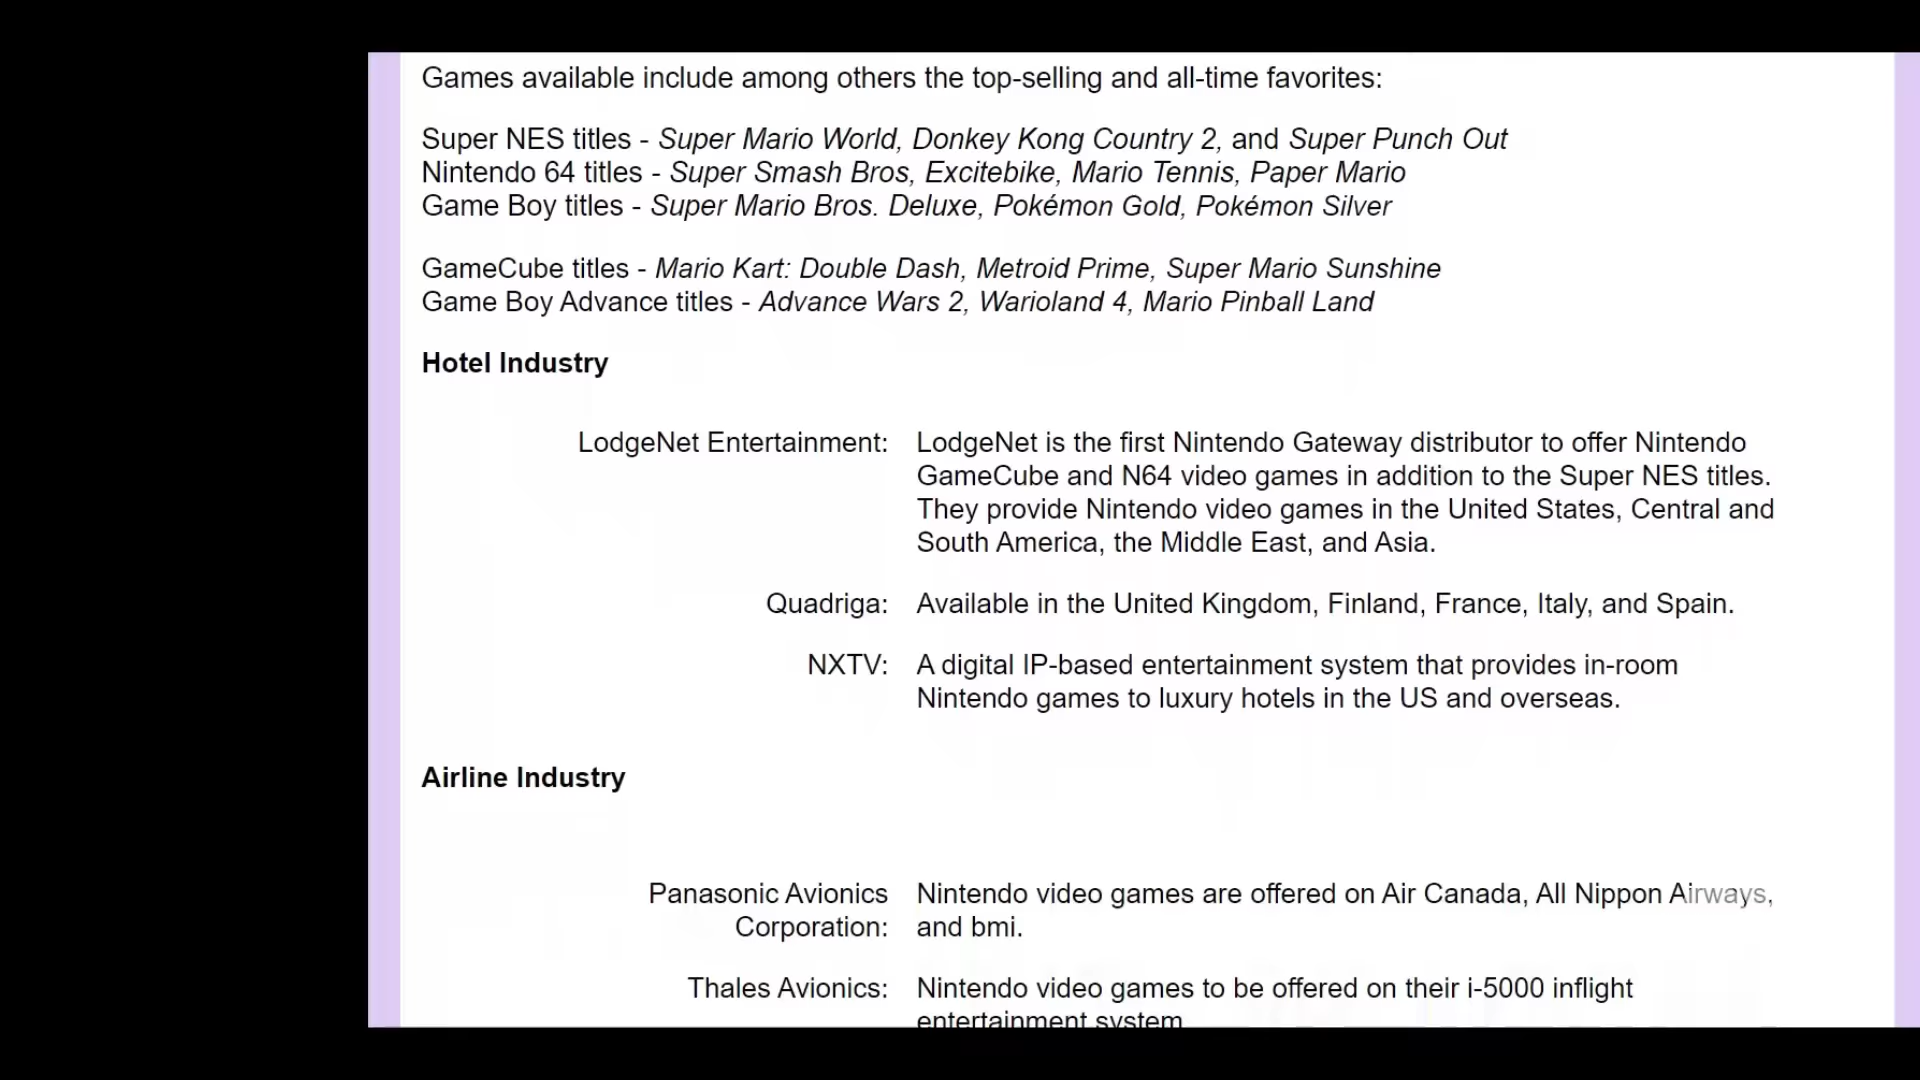 Games available include among others the top-selling and all-time favorites:
Super NES titles - Super Mario World, Donkey Kong Country 2, and Super Punch Out
Nintendo 64 titles - Super Smash Bros, Excitebike, Mario Tennis, Paper Mario
Game Boy titles - Super Mario Bros. Deluxe, Pokémon Gold, Pokémon Silver
GameCube titles - Mario Kart: Double Dash, Metroid Prime, Super Mario Sunshine
Game Boy Advance titles - Advance Wars 2, Warioland 4, Mario Pinball Land
Hotel Industry
LodgeNet Entertainment: LodgeNet is the first Nintendo Gateway distributor to offer Nintendo
GameCube and N64 video games in addition to the Super NES titles.
They provide Nintendo video games in the United States, Central and
South America, the Middle East, and Asia.
Quadriga: Available in the United Kingdom, Finland, France, Italy, and Spain.
NXTV: A digital IP-based entertainment system that provides in-room
Nintendo games to luxury hotels in the US and overseas.
Airline Industry
Panasonic Avionics Nintendo video games are offered on Air Canada, All Nippon Airways,
Corporation: and bmi.
Thales Avionics: Nintendo video games to be offered on their i-5000 inflight
entertainment system